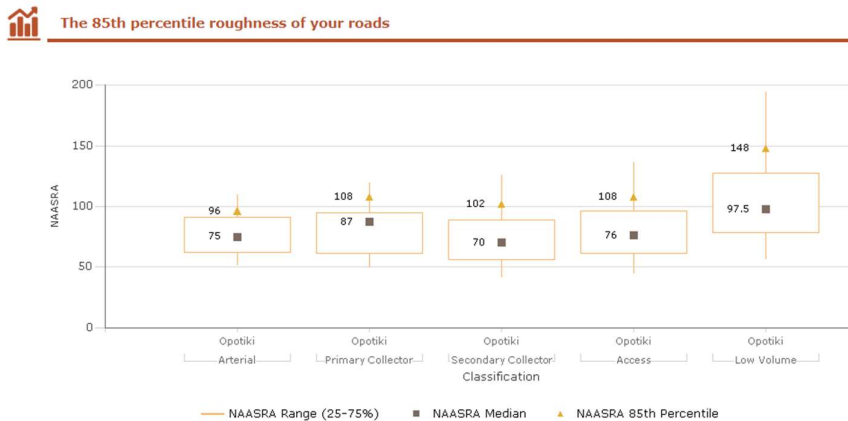 The 85th percentile roughness of your roads
200
150
100
50
0
NAASRA
96
75
108
87
102
70
108
76
148
97.5
Opotiki Opotiki Opotiki Opotiki Opotiki
Arterial Primary Collector Secondary Collector Access Low Volume
Classification
NAASRA Range (25-75%) NAASRA Median NAASRA 85th Percentile